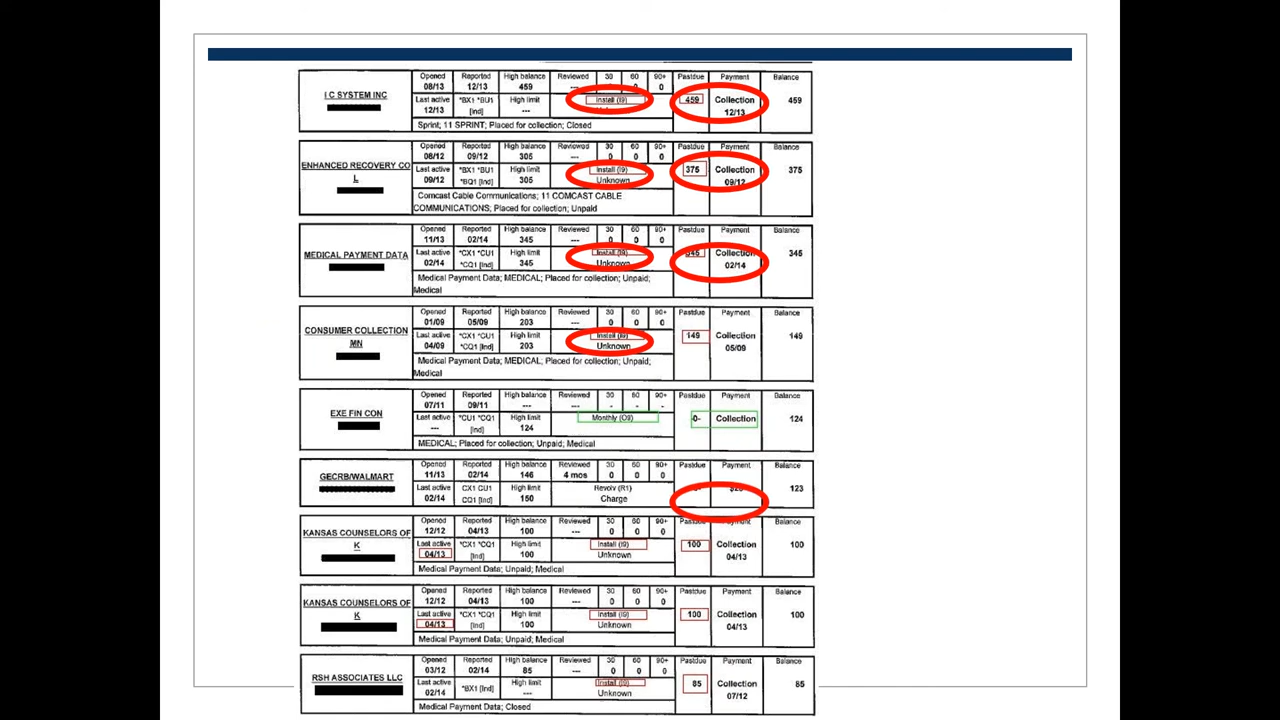 Opened Reported High balance Reviewed 30 60 90+ Pastdue Payment Balance
08/13 12/13 459 --- 0 0 0
I C SYSTEM INC
Last active *BX1 *BU1 High limit Install (I9) 459 Collection 459
12/13 [Ind] --- 12/13
Sprint; 11 SPRINT; Placed for collection; Closed
Opened Reported High balance Reviewed 30 60 90+ Pastdue Payment Balance
08/12 09/12 305 --- 0 0 0
ENHANCED RECOVERY CO
L
Last active *BX1 *BU1 High limit Install (I9) 375 Collection 375
09/12 *BQ1 [Ind] 305 Unknown 09/12
Comcast Cable Communications; 11 COMCAST CABLE
COMMUNICATIONS; Placed for collection; Unpaid
Opened Reported High balance Reviewed 30 60 90+ Pastdue Payment Balance
11/13 02/14 345 --- 0 0 0
MEDICAL PAYMENT DATA
Last active *CX1 *CU1 High limit Install (I9) 345 Collection 345
02/14 *CQ1 [Ind] 345 Unknown 02/14
Medical Payment Data; MEDICAL; Placed for collection; Unpaid;
Medical
Opened Reported High balance Reviewed 30 60 90+ Pastdue Payment Balance
01/09 05/09 203 --- 0 0 0
CONSUMER COLLECTION
MN
Last active *CX1 *CU1 High limit Install (I9) 149 Collection 149
04/09 *CQ1 [Ind] 203 Unknown 05/09
Medical Payment Data; MEDICAL; Placed for collection; Unpaid;
Medical
Opened Reported High balance Reviewed 30 60 90+ Pastdue Payment Balance
07/11 09/11 --- --- - - -
EXE FIN CON
Last active *CU1 *CQ1 High limit Monthly (O9) -0- Collection 124
--- [Ind] 124
MEDICAL; Placed for collection; Unpaid; Medical
Opened Reported High balance Reviewed 30 60 90+ Pastdue Payment Balance
11/13 02/14 146 4 mos 0 0 0
GECRB/WALMART
Last active CX1 CU1 High limit Revolv (R1) 123
02/14 CQ1 [Ind] 150 Charge
Opened Reported High balance Reviewed 30 60 90+ Pastdue Payment Balance
12/12 04/13 100 --- 0 0 0
KANSAS COUNSELORS OF
K
Last active *CX1 *CQ1 High limit Install (I9) 100 Collection 100
04/13 [Ind] 100 Unknown 04/13
Medical Payment Data; Unpaid; Medical
Opened Reported High balance Reviewed 30 60 90+ Pastdue Payment Balance
12/12 04/13 100 --- 0 0 0
KANSAS COUNSELORS OF
K
Last active *CX1 *CQ1 High limit Install (I9) 100 Collection 100
04/13 [Ind] 100 Unknown 04/13
Medical Payment Data; Unpaid; Medical
Opened Reported High balance Reviewed 30 60 90+ Pastdue Payment Balance
03/12 02/14 85 --- 0 0 0
RSH ASSOCIATES LLC
Last active *BX1 [Ind] High limit Install (I9) 85 Collection 85
02/14 --- Unknown 07/12
Medical Payment Data; Closed